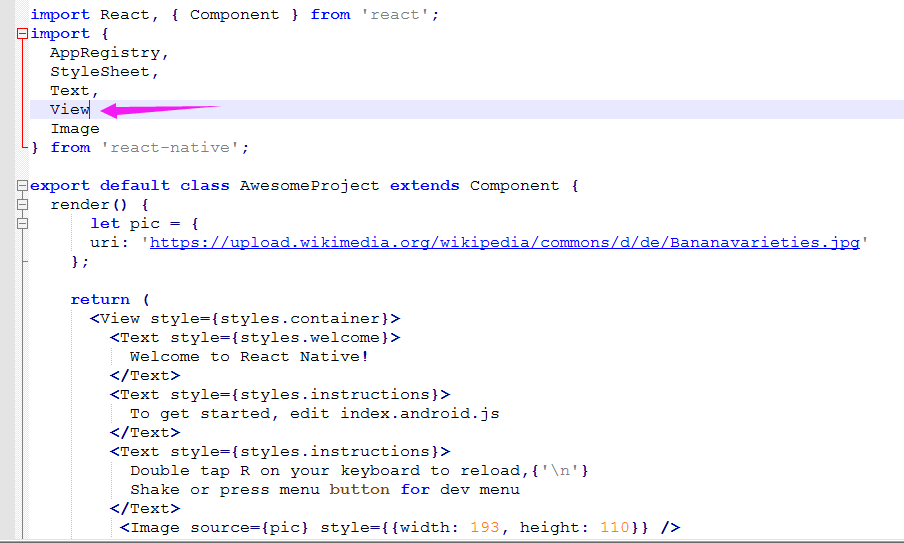 import React, { Component } from 'react';
import {
  AppRegistry,
  StyleSheet,
  Text,
  View
  Image
} from 'react-native';
export default class AwesomeProject extends Component {
  render() {
      let pic = {
      uri: 'https://upload.wikimedia.org/wikipedia/commons/d/de/Bananavarieties.jpg'
    };
    return (
      <View style={styles.container}>
        <Text style={styles.welcome}>
          Welcome to React Native!
        </Text>
        <Text style={styles.instructions}>
          To get started, edit index.android.js
        </Text>
        <Text style={styles.instructions}>
          Double tap R on your keyboard to reload,{'\n'}
          Shake or press menu button for dev menu
        </Text>
         <Image source={pic} style={{width: 193, height: 110}} />